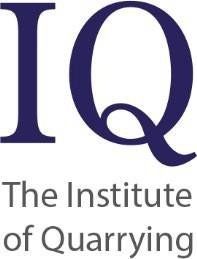 IQ
The Institute
of Quarrying